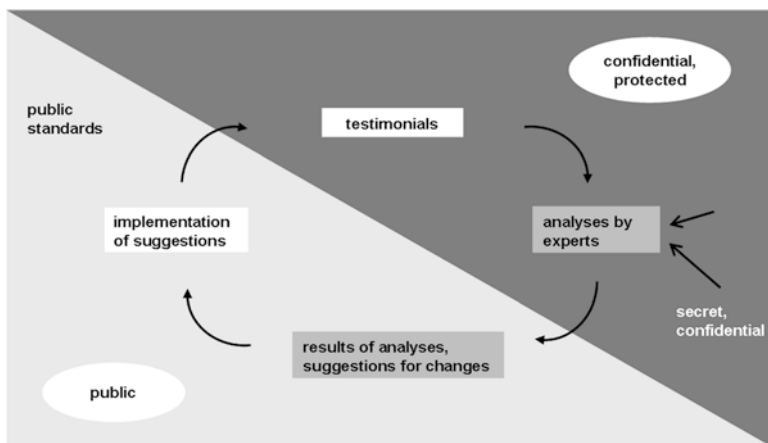 confidential,
protected
public
standards
testimonials
implementation
of suggestions
analyses by
experts
secret,
confidential
results of analyses,
suggestions for changes
public